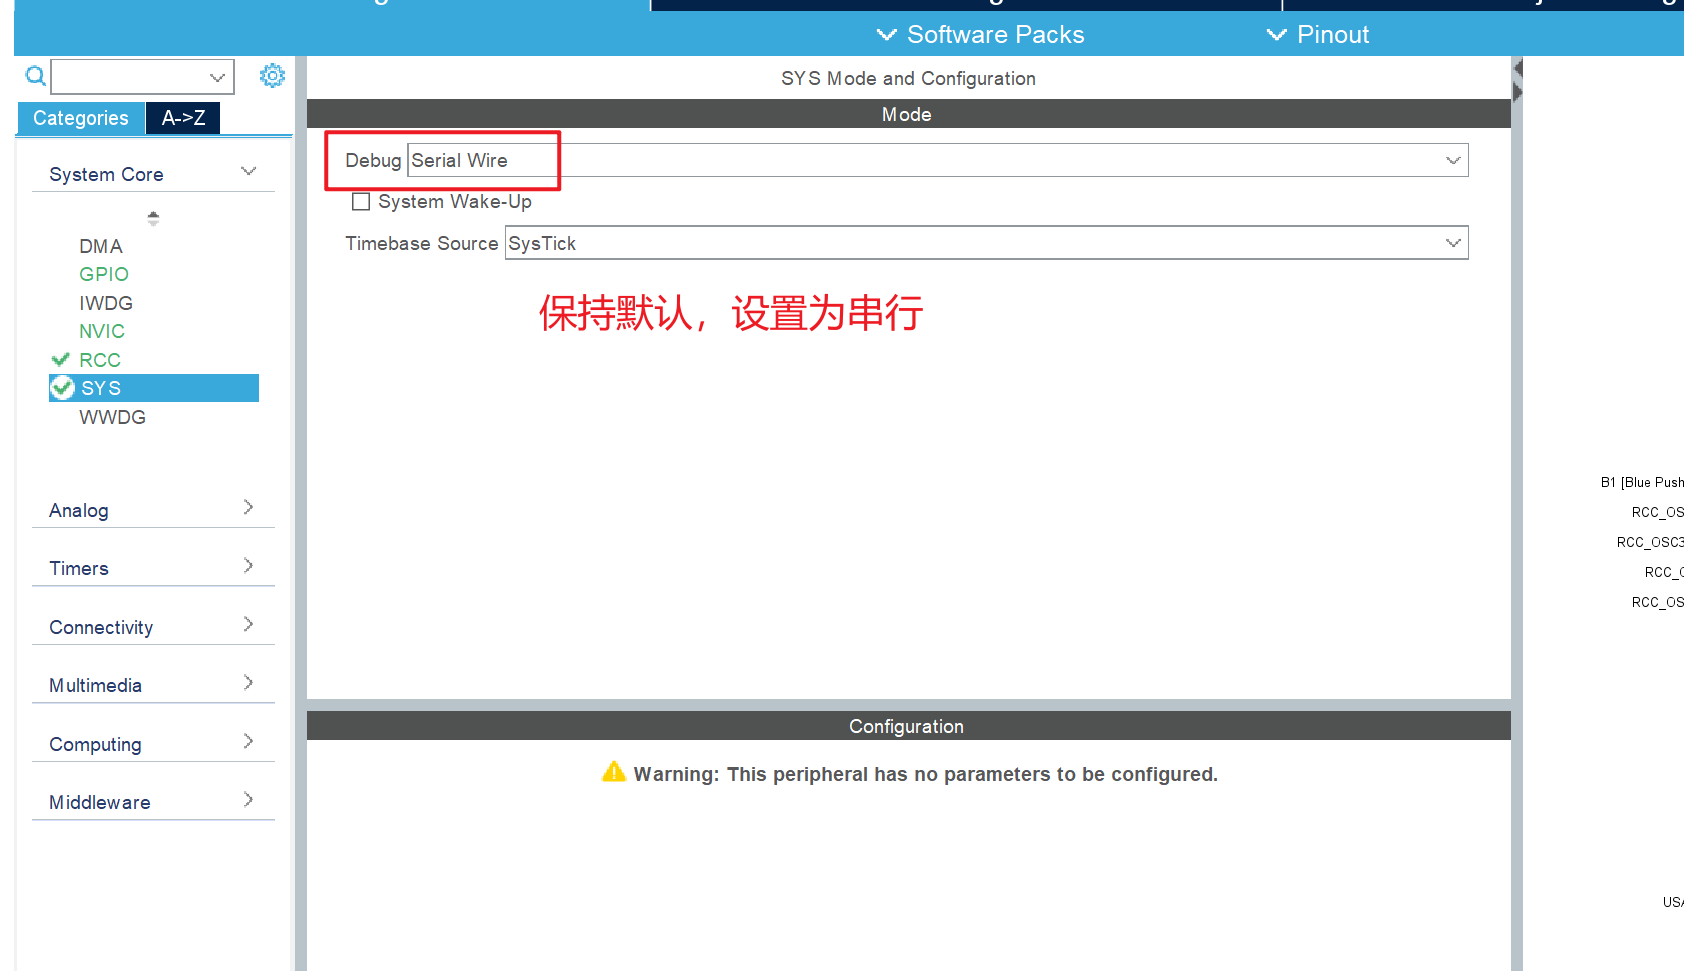 Software Packs
Pinout
SYS Mode and Configuration
Categories
A->Z
Mode
Debug Serial Wire
System Wake-Up
Timebase Source SysTick
保持默认，设置为串行
System Core
DMA
GPIO
IWDG
NVIC
RCC
SYS
WWDG
Analog
Timers
Connectivity
Multimedia
Computing
Middleware
Configuration
Warning: This peripheral has no parameters to be configured.
B1 [Blue Push
RCC_OS
RCC_OSC3
RCC_
RCC_OS
USA